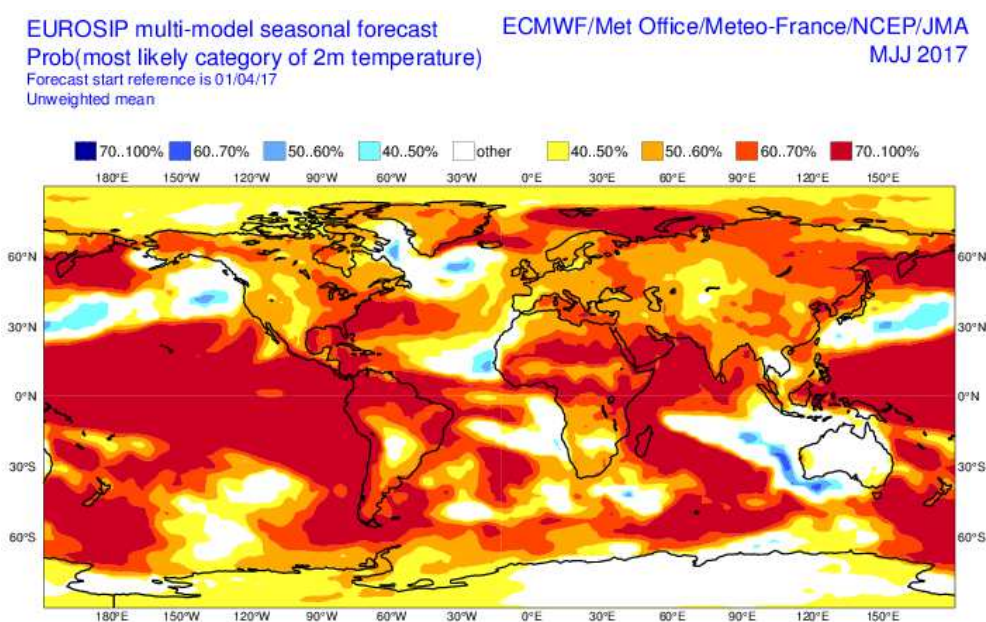 EUROSIP multi-model seasonal forecast
ECMWF/Met Office/Meteo-France/NCEP/JMA
Prob(most likely category of 2m temperature)
MJJ 2017
Forecast start reference is 01/04/17
Unweighted mean
70..100% 60..70% 50..60% 40..50% other 40..50% 50..60% 60..70% 70..100%
180°E 150°W 120°W 90°W 60°W 30°W 0°E 30°E 60°E 90°E 120°E 150°E
60°N 60°N
30°N 30°N
0°N 0°N
30°S 30°S
60°S 60°S
180°E 150°W 120°W 90°W 60°W 30°W 0°E 30°E 60°E 90°E 120°E 150°E